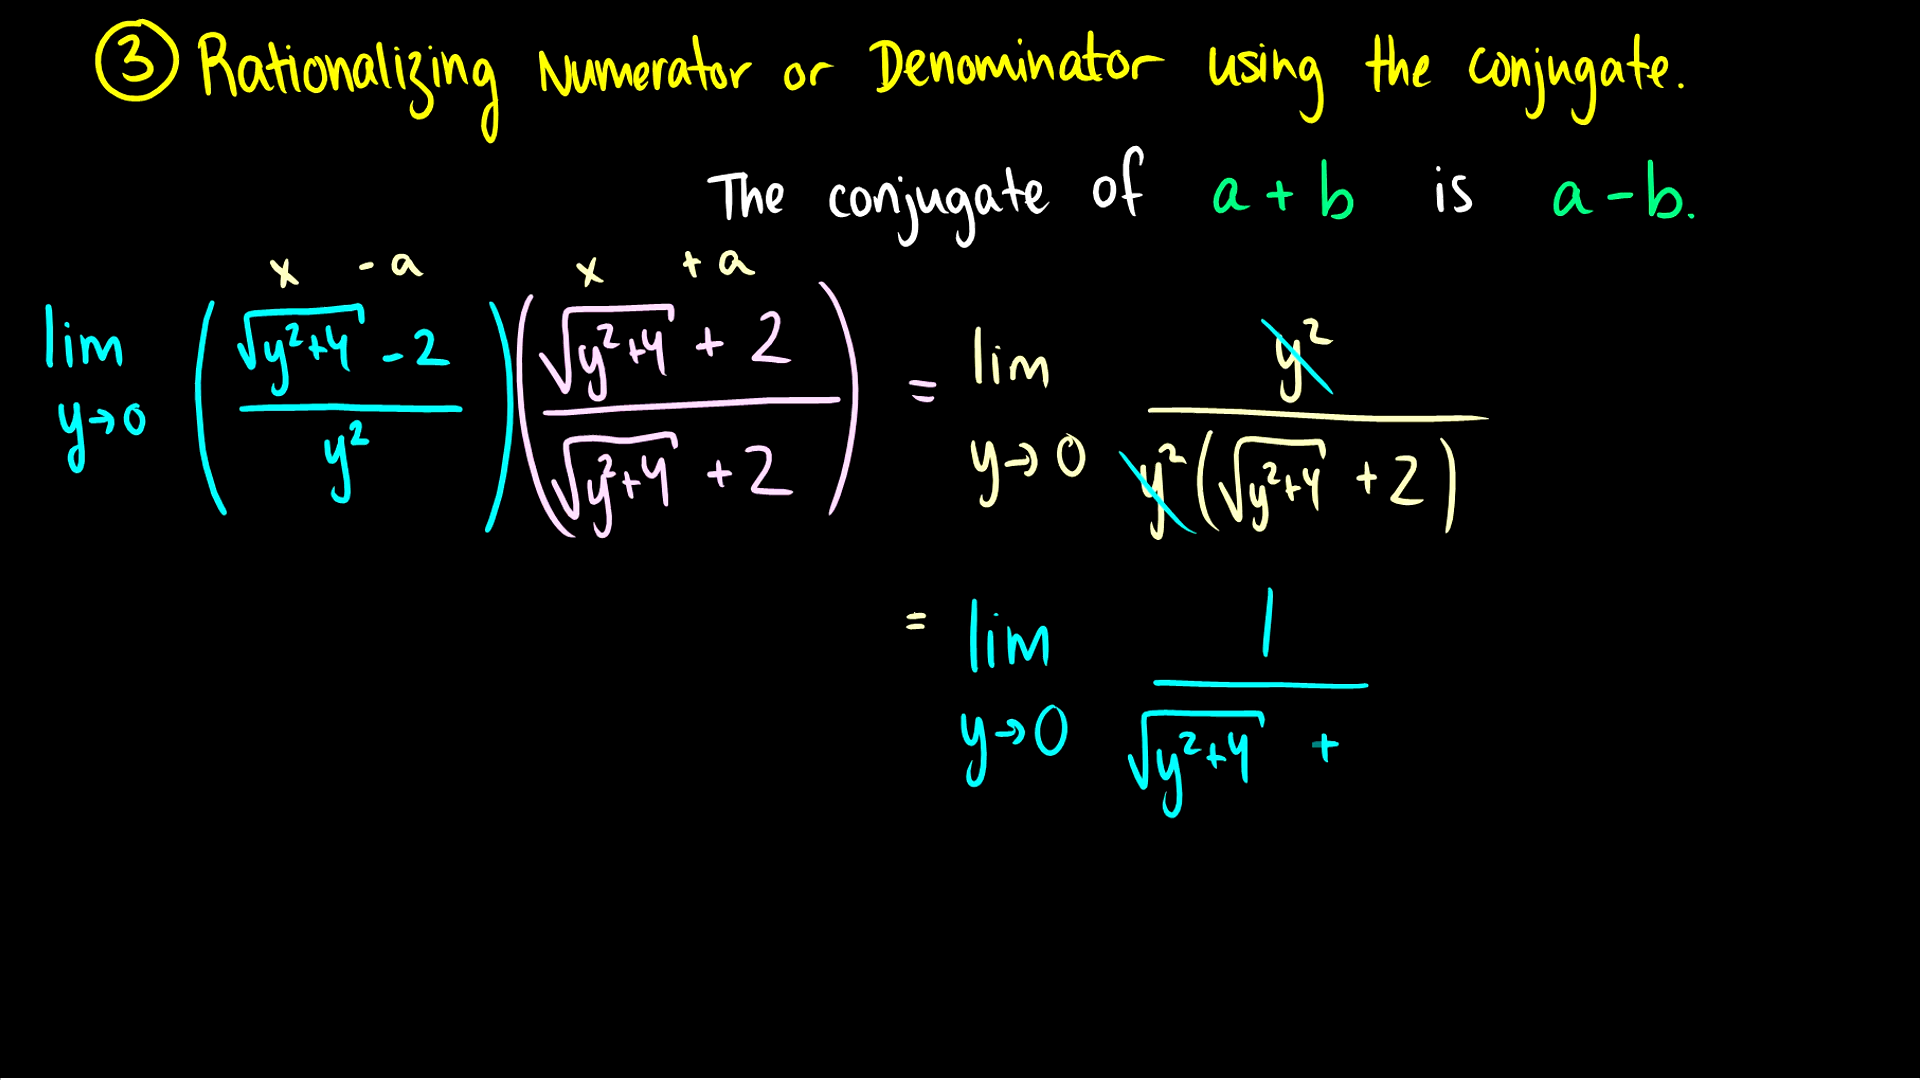 ③ Rationalizing Numerator or Denominator using the conjugate.
The conjugate of a + b is a - b.
x - a x + a
lim y→0 ( (√(y²+4) - 2) / y² ) ( (√(y²+4) + 2) / (√(y²+4) + 2) ) = lim y→0 y² / ( y² (√(y²+4) + 2) )
= lim y→0 1 / ( √(y²+4) +